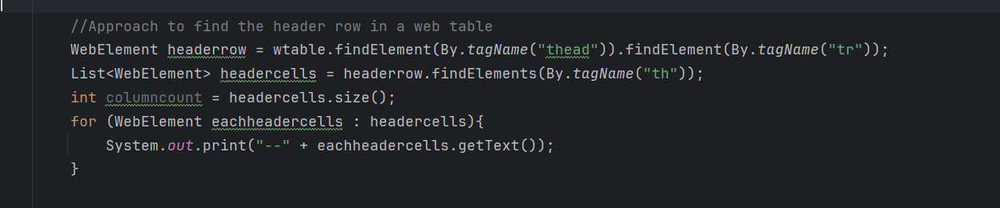 //Approach to find the header row in a web table
WebElement headerrow = wtable.findElement(By.tagName("thead")).findElement(By.tagName("tr"));
List<WebElement> headercells = headerrow.findElements(By.tagName("th"));
int columncount = headercells.size();
for (WebElement eachheadercells : headercells){
    System.out.print("--" + eachheadercells.getText());
}